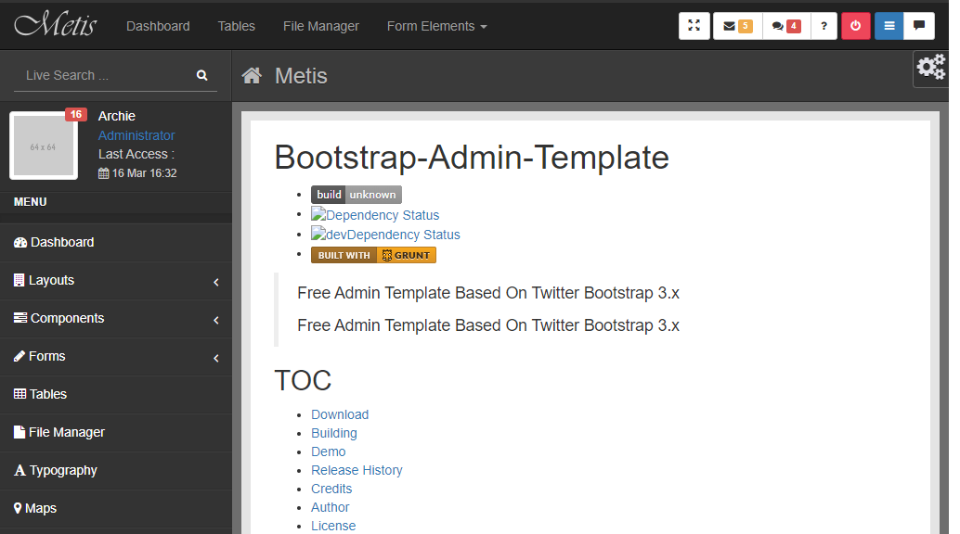 Metis Dashboard Tables File Manager Form Elements 5 4 ?
Live Search ...
Metis
16
Archie
Administrator
Last Access :
16 Mar 16:32
64 x 64
MENU
Dashboard
Layouts
Components
Forms
Tables
File Manager
Typography
Maps
Bootstrap-Admin-Template
build unknown
Dependency Status
devDependency Status
BUILT WITH GRUNT
Free Admin Template Based On Twitter Bootstrap 3.x
Free Admin Template Based On Twitter Bootstrap 3.x
TOC
Download
Building
Demo
Release History
Credits
Author
License